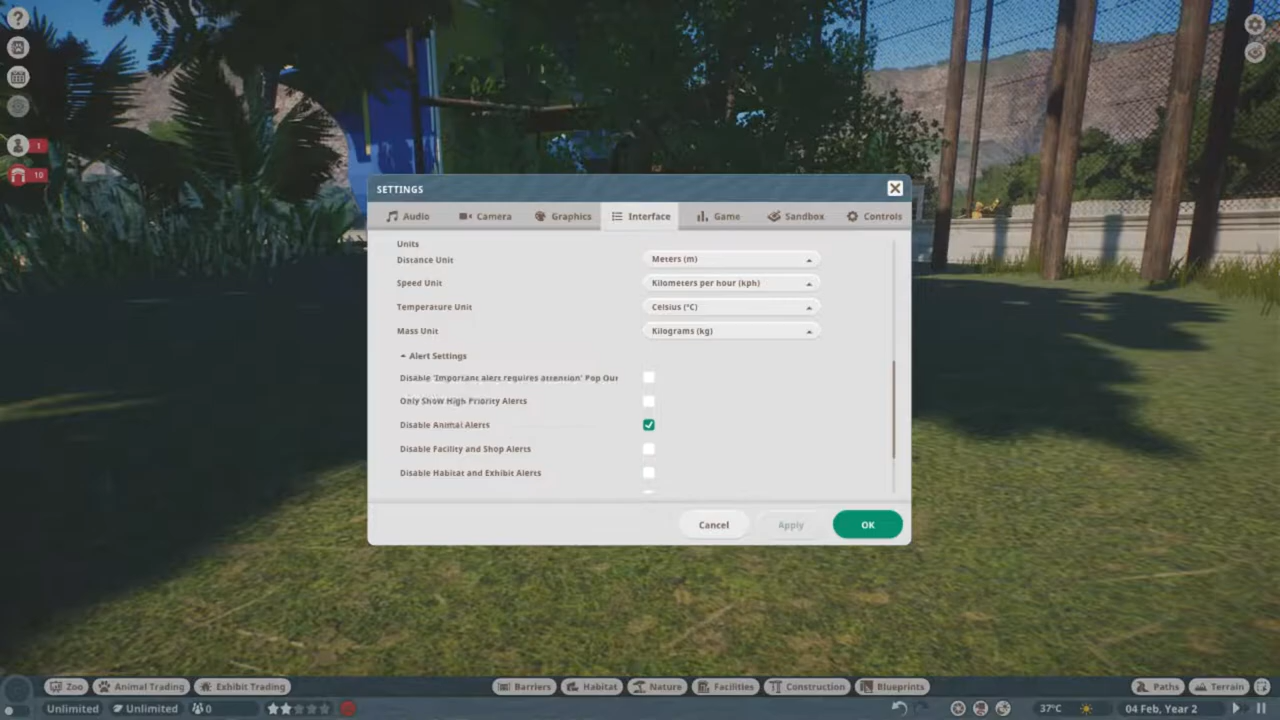 ?
1
10
SETTINGS
Audio Camera Graphics Interface Game Sandbox Controls
Units
Distance Unit Meters (m)
Speed Unit Kilometers per hour (kph)
Temperature Unit Celsius (°C)
Mass Unit Kilograms (kg)
Alert Settings
Disable 'Important alert requires attention' Pop Out
Only Show High Priority Alerts
Disable Animal Alerts
Disable Facility and Shop Alerts
Disable Habitat and Exhibit Alerts
Cancel Apply OK
Zoo Animal Trading Exhibit Trading Barriers Habitat Nature Facilities Construction Blueprints Paths Terrain
Unlimited Unlimited 0 37°C 04 Feb, Year 2